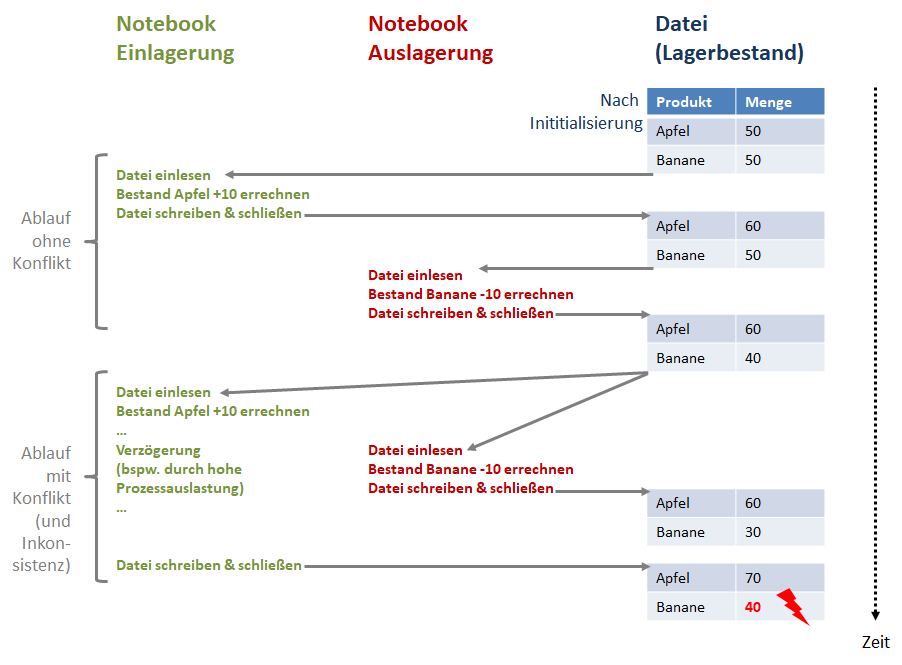 Notebook
Einlagerung
Notebook
Auslagerung
Datei
(Lagerbestand)
Nach
Inititialisierung
Produkt Menge
Apfel 50
Banane 50
Ablauf
ohne
Konflikt
Datei einlesen
Bestand Apfel +10 errechnen
Datei schreiben & schließen
Apfel 60
Banane 50
Datei einlesen
Bestand Banane -10 errechnen
Datei schreiben & schließen
Apfel 60
Banane 40
Ablauf
mit
Konflikt
(und
Inkon-
sistenz)
Datei einlesen
Bestand Apfel +10 errechnen
...
Verzögerung
(bspw. durch hohe
Prozessauslastung)
...
Datei einlesen
Bestand Banane -10 errechnen
Datei schreiben & schließen
Apfel 60
Banane 30
Datei schreiben & schließen
Apfel 70
Banane 40
Zeit